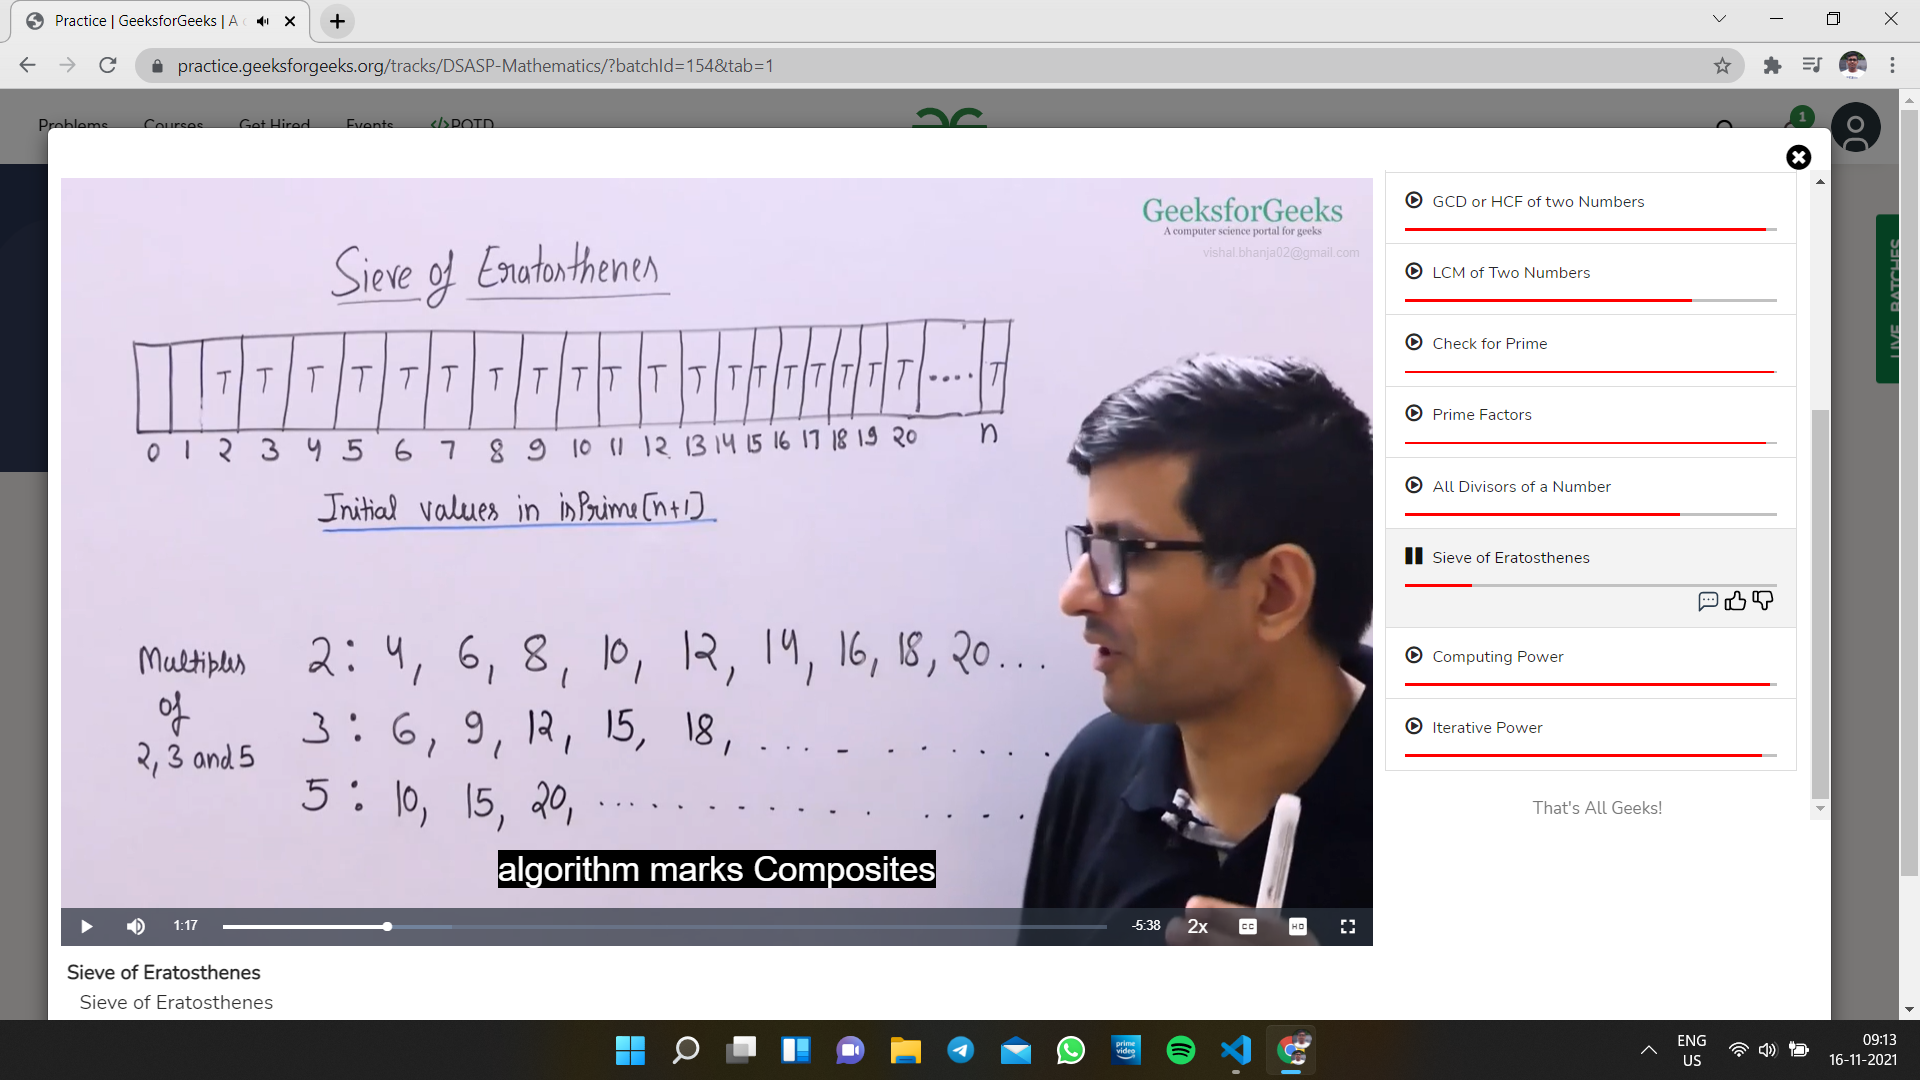 Practice | GeeksforGeeks | A
practice.geeksforgeeks.org/tracks/DSASP-Mathematics/?batchId=154&tab=1
Problems Courses Get Hired Events </>POTD
1
LIVE BATCHES
GeeksforGeeks
A computer science portal for geeks
vishal.bhanja02@gmail.com
Sieve of Eratosthenes
T T T T T T T T T T T T T T T T T T T .... T
0 1 2 3 4 5 6 7 8 9 10 11 12 13 14 15 16 17 18 19 20 n
Initial values in isPrime[n+1]
Multiples
of
2, 3 and 5
2: 4, 6, 8, 10, 12, 14, 16, 18, 20...
3: 6, 9, 12, 15, 18, ...
5: 10, 15, 20, ...
algorithm marks Composites
1:17
-5:38
2x
CC
HD
Sieve of Eratosthenes
Sieve of Eratosthenes
GCD or HCF of two Numbers
LCM of Two Numbers
Check for Prime
Prime Factors
All Divisors of a Number
Sieve of Eratosthenes
Computing Power
Iterative Power
That's All Geeks!
prime
video
ENG
US
09:13
16-11-2021